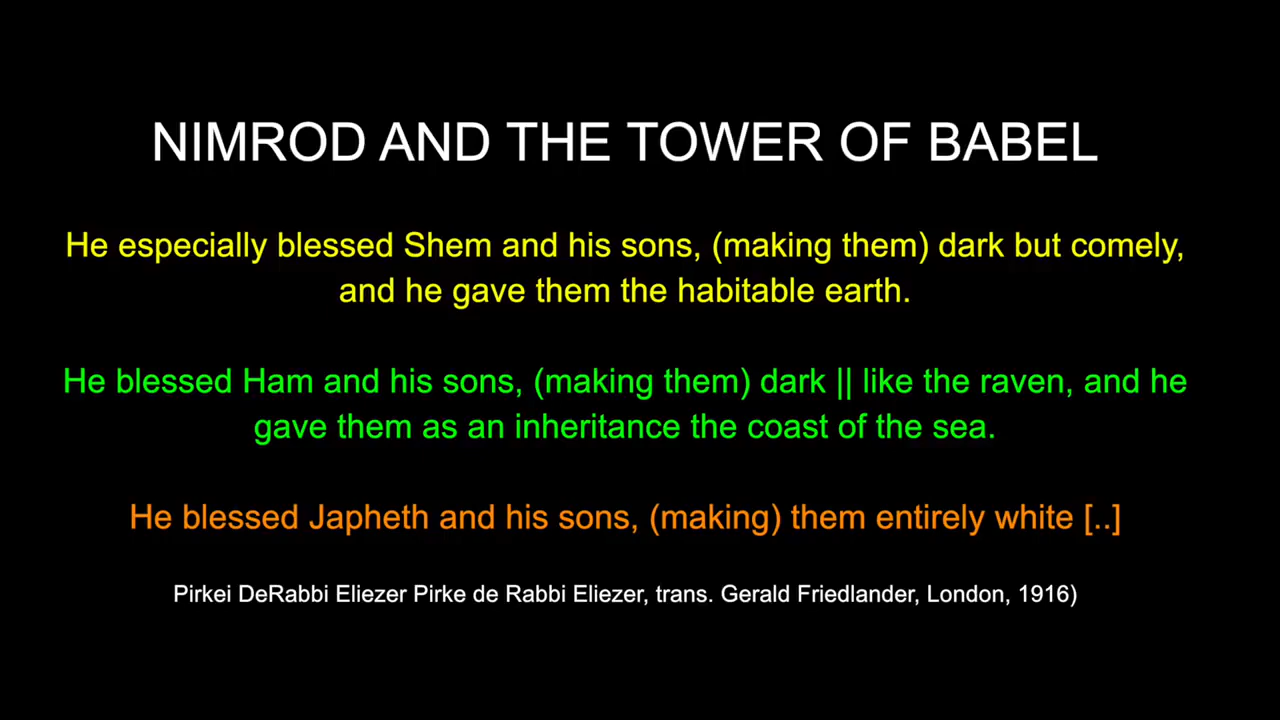 NIMROD AND THE TOWER OF BABEL
He especially blessed Shem and his sons, (making them) dark but comely,
and he gave them the habitable earth.
He blessed Ham and his sons, (making them) dark || like the raven, and he
gave them as an inheritance the coast of the sea.
He blessed Japheth and his sons, (making) them entirely white [..]
Pirkei DeRabbi Eliezer Pirke de Rabbi Eliezer, trans. Gerald Friedlander, London, 1916)